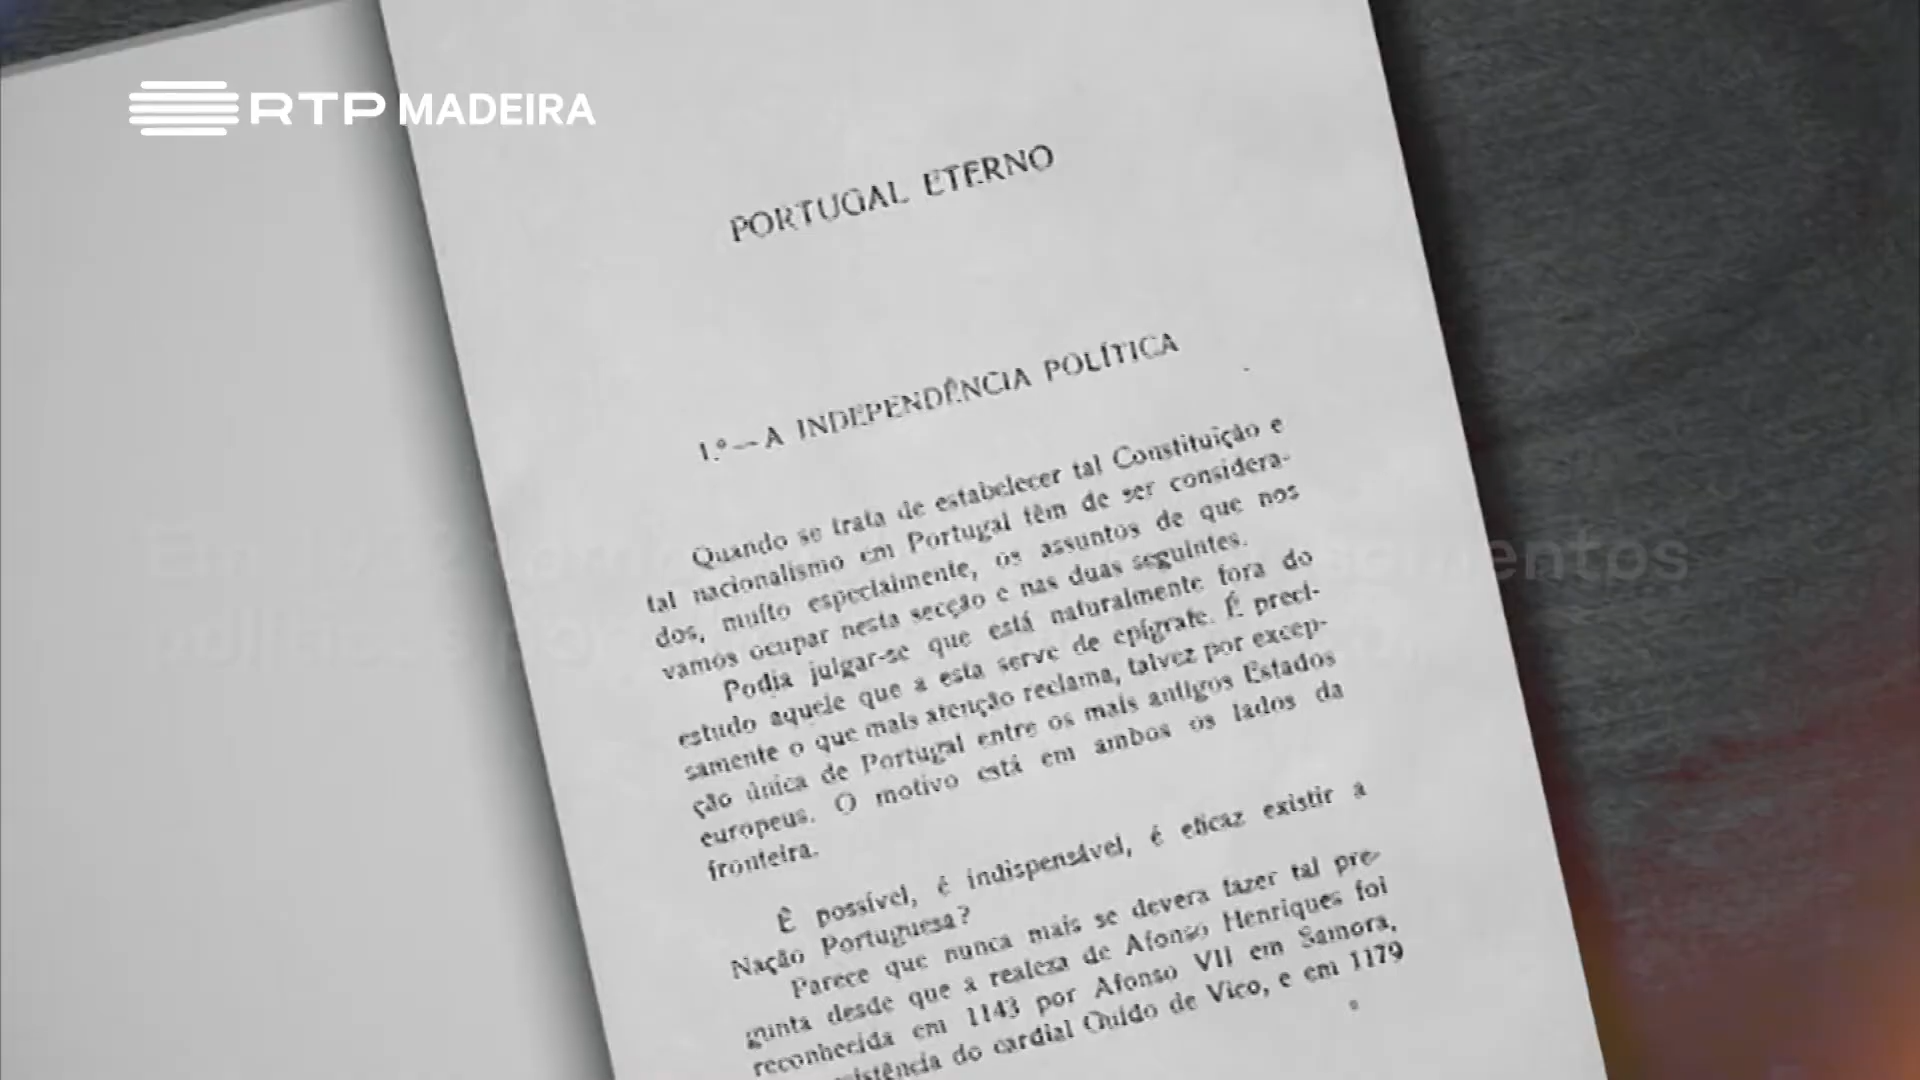 RTP MADEIRA
PORTUGAL ETERNO
1.º — A INDEPENDÊNCIA POLÍTICA
Quando se trata de estabelecer tal Constituição e
tal nacionalismo em Portugal têm de ser considera-
dos, muito especialmente, os assuntos de que nos
vamos ocupar nesta secção e nas duas seguintes.
Podia julgar-se que está naturalmente fora do
estudo aquele que a esta serve de epígrafe. É preci-
samente o que mais atenção reclama, talvez por excep-
ção única de Portugal entre os mais antigos Estados
europeus. O motivo está em ambos os lados da
fronteira.
É possível, é indispensável, é eficaz existir a
Nação Portuguesa?
Parece que nunca mais se devera fazer tal pre-
gunta desde que a realeza de Afonso Henriques foi
reconhecida em 1143 por Afonso VII em Samora,
do cardial Guido de Vico, e em 1179